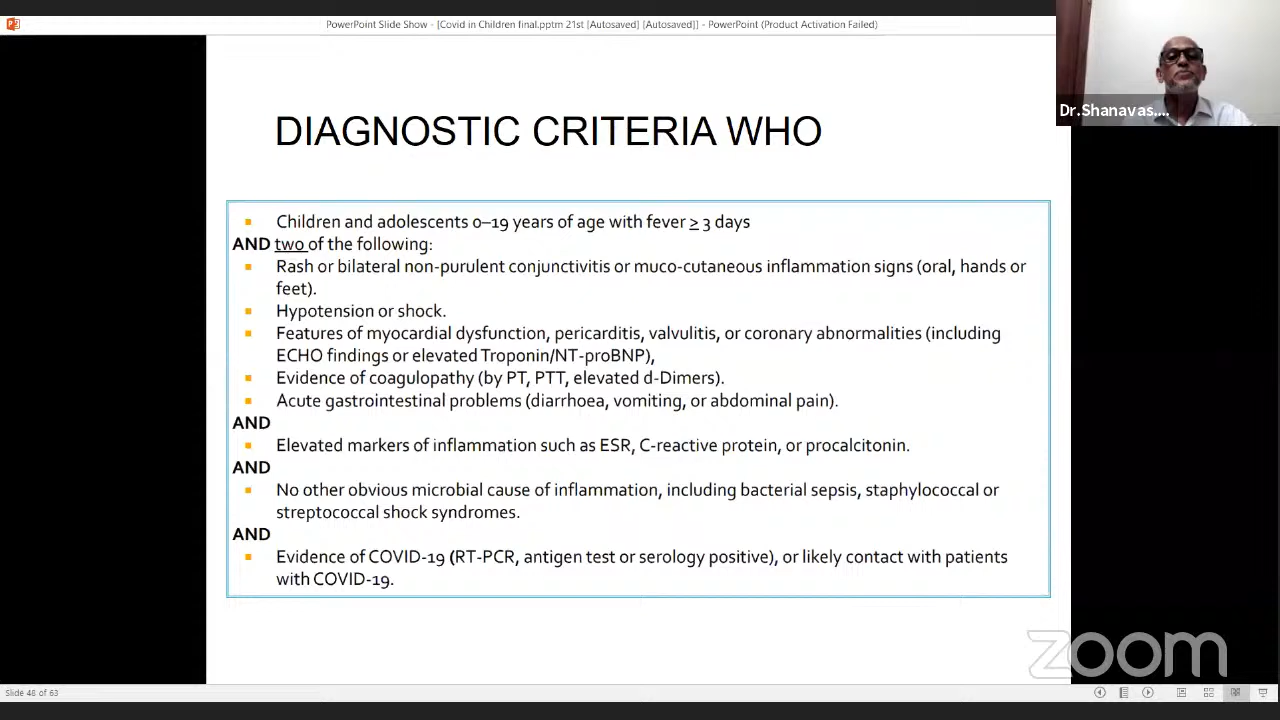 PowerPoint Slide Show - [Covid in Children final.pptm 21st [Autosaved] [Autosaved]] - PowerPoint (Product Activation Failed)
Dr.Shanavas....
DIAGNOSTIC CRITERIA WHO
Children and adolescents 0–19 years of age with fever ≥ 3 days
AND two of the following:
Rash or bilateral non-purulent conjunctivitis or muco-cutaneous inflammation signs (oral, hands or
feet).
Hypotension or shock.
Features of myocardial dysfunction, pericarditis, valvulitis, or coronary abnormalities (including
ECHO findings or elevated Troponin/NT-proBNP),
Evidence of coagulopathy (by PT, PTT, elevated d-Dimers).
Acute gastrointestinal problems (diarrhoea, vomiting, or abdominal pain).
AND
Elevated markers of inflammation such as ESR, C-reactive protein, or procalcitonin.
AND
No other obvious microbial cause of inflammation, including bacterial sepsis, staphylococcal or
streptococcal shock syndromes.
AND
Evidence of COVID-19 (RT-PCR, antigen test or serology positive), or likely contact with patients
with COVID-19.
zoom
Slide 48 of 63